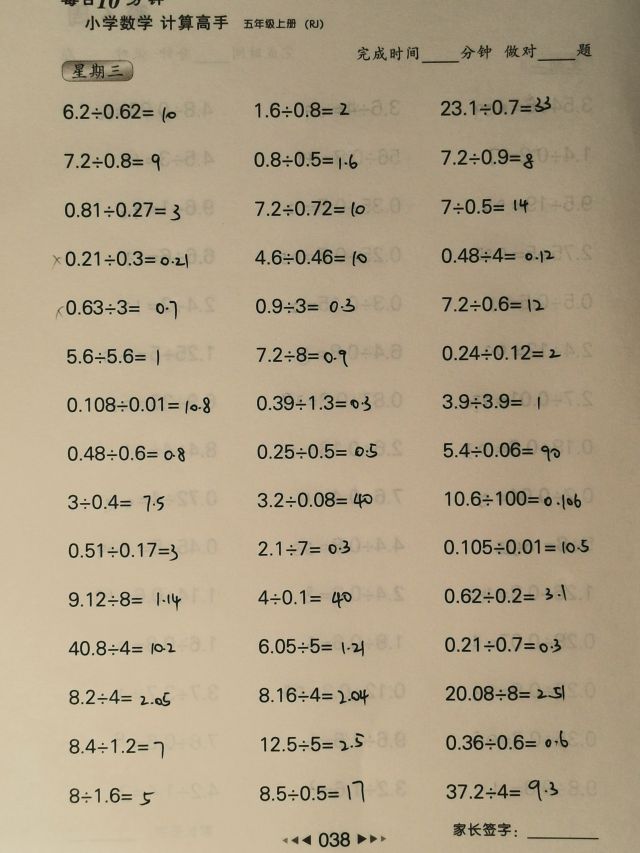 每日10分钟
小学数学 计算高手 五年级上册 (RJ)
完成时间____分钟 做对____题
星期三
6.2÷0.62= 10 1.6÷0.8= 2 23.1÷0.7= 33
7.2÷0.8= 9 0.8÷0.5= 1.6 7.2÷0.9= 8
0.81÷0.27= 3 7.2÷0.72= 10 7÷0.5= 14
× 0.21÷0.3= 0.21 4.6÷0.46= 10 0.48÷4= 0.12
× 0.63÷3= 0.7 0.9÷3= 0.3 7.2÷0.6= 12
5.6÷5.6= 1 7.2÷8= 0.9 0.24÷0.12= 2
0.108÷0.01= 10.8 0.39÷1.3= 0.3 3.9÷3.9= 1
0.48÷0.6= 0.8 0.25÷0.5= 0.5 5.4÷0.06= 90
3÷0.4= 7.5 3.2÷0.08= 40 10.6÷100= 0.106
0.51÷0.17= 3 2.1÷7= 0.3 0.105÷0.01= 10.5
9.12÷8= 1.14 4÷0.1= 40 0.62÷0.2= 3.1
40.8÷4= 10.2 6.05÷5= 1.21 0.21÷0.7= 0.3
8.2÷4= 2.05 8.16÷4= 2.04 20.08÷8= 2.51
8.4÷1.2= 7 12.5÷5= 2.5 0.36÷0.6= 0.6
8÷1.6= 5 8.5÷0.5= 17 37.2÷4= 9.3
038
家长签字：________